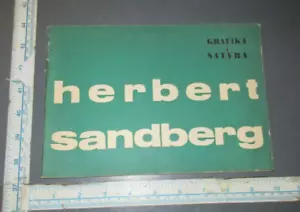 GRAFIKA
I
SATYRA
herbert
sandberg